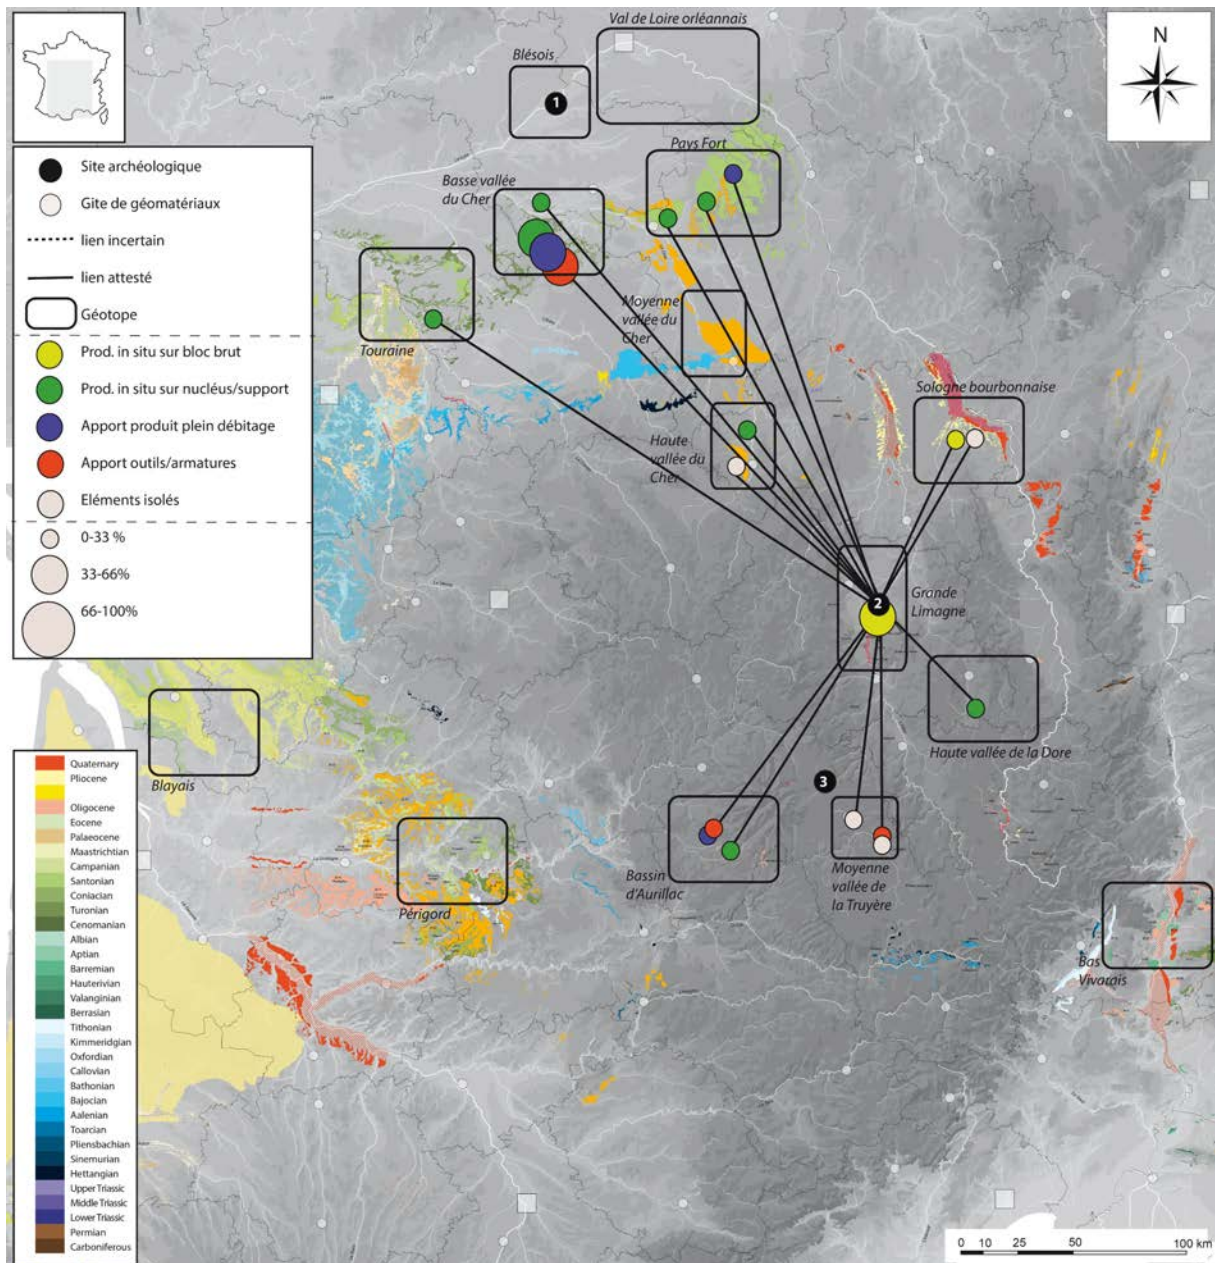 Val de Loire orléannais
Blésois
N
1
Site archéologique
Gite de géomatériaux
lien incertain
lien attesté
Géotope
Prod. in situ sur bloc brut
Prod. in situ sur nucléus/support
Apport produit plein débitage
Apport outils/armatures
Eléments isolés
0-33 %
33-66%
66-100%
Pays Fort
Basse vallée
du Cher
Touraine
Moyenne
vallée du
Cher
Sologne bourbonnaise
Haute
vallée du
Cher
2
Grande
Limagne
Haute vallée de la Dore
Blayais
3
Périgord
Bassin
d'Aurillac
Moyenne
vallée de
la Truyère
Bas
Vivarais
Quaternary
Pliocene
Oligocene
Eocene
Palaeocene
Maastrichtian
Campanian
Santonian
Coniacian
Turonian
Cenomanian
Albian
Aptian
Barremian
Hauterivian
Valanginian
Berrasian
Tithonian
Kimmeridgian
Oxfordian
Callovian
Bathonian
Bajocian
Aalenian
Toarcian
Pliensbachian
Sinemurian
Hettangian
Upper Triassic
Middle Triassic
Lower Triassic
Permian
Carboniferous
0 10 25 50 100 km